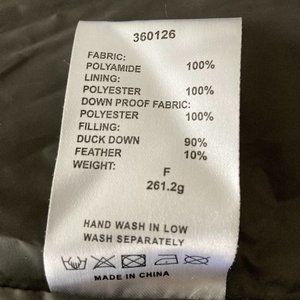 360126
FABRIC:
POLYAMIDE 100%
LINING:
POLYESTER 100%
DOWN PROOF FABRIC:
POLYESTER 100%
FILLING:
DUCK DOWN 90%
FEATHER 10%
WEIGHT: F
261.2g
HAND WASH IN LOW
WASH SEPARATELY
MADE IN CHINA